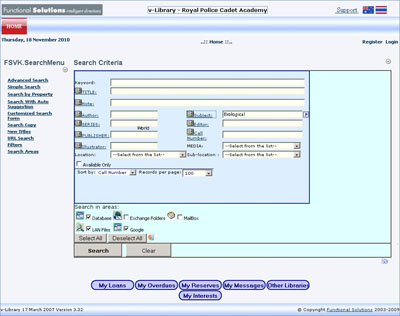 Functional Solutions intelligent directions
v-Library - Royal Police Cadet Academy
Support
HOME
Thursday, 18 November 2010
..:: Home ::..
Register Login
FSVK.SearchMenu
Search Criteria
Advanced Search
Simple Search
Search by Property
Search With Auto Suggestion
Customized Search Form
Search Copy
New Titles
Filters
Search Areas
Keyword:
TITLE:
Note:
Author:
Subject: Biological
SERIES:
Editor:
World
PUBLISHER:
Call Number:
Illustrator:
MEDIA: --Select from the list--
Location: --Select from the list--
Sub-location : --Select from the list--
Available Only
Sort by: Call Number Records per page: 100
Search in areas:
Database Exchange Folders MailBox
LAN Files Google
Select All Deselect All
Search Clear
My Loans My Overdues My Reserves My Messages Other Libraries
My Interests
v-Library 17 March 2007 Version 3.32
© Copyright Functional Solutions 2003-2009